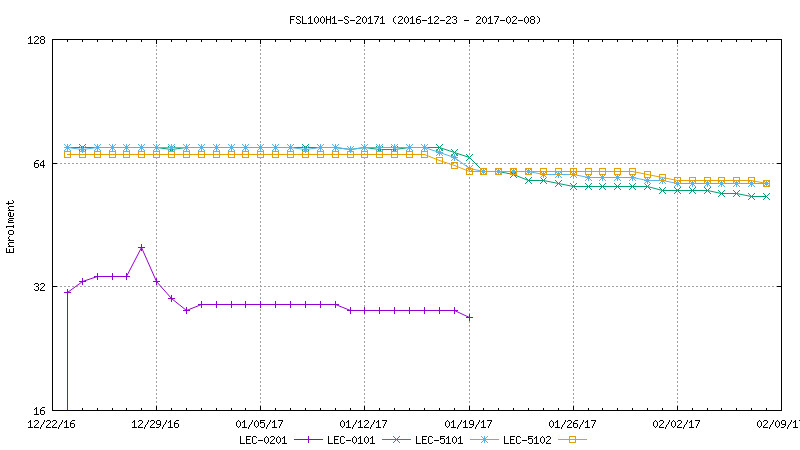 FSL100H1-S-20171 (2016-12-23 - 2017-02-08)
128
64
32
16
Enrolment
12/22/16 12/29/16 01/05/17 01/12/17 01/19/17 01/26/17 02/02/17 02/09/1
LEC-0201 LEC-0101 LEC-5101 LEC-5102